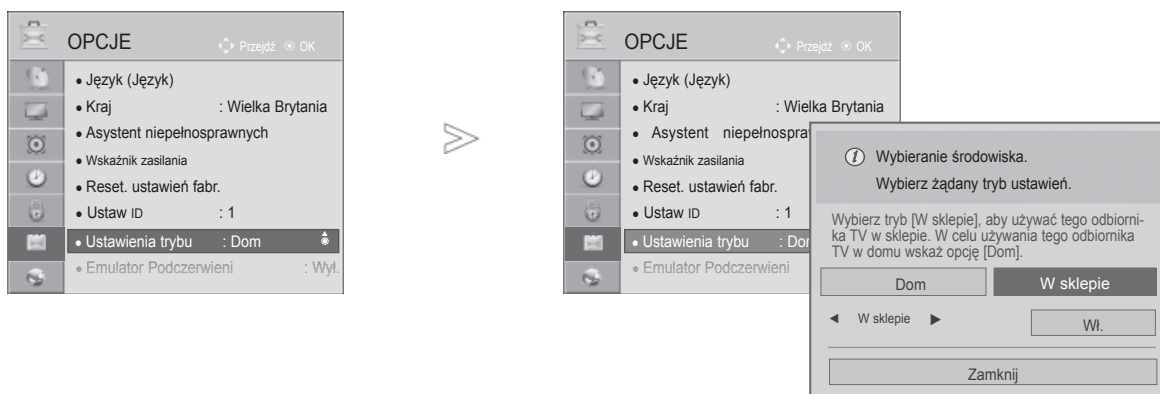 OPCJE
Przejdź OK
● Język (Język)
● Kraj : Wielka Brytania
● Asystent niepełnosprawnych
● Wskaźnik zasilania
● Reset. ustawień fabr.
● Ustaw ID : 1
● Ustawienia trybu : Dom
● Emulator Podczerwieni : Wył.
OPCJE
Przejdź OK
● Język (Język)
● Kraj : Wielka Brytania
● Asystent
● Wskaźnik zasilania
● Reset. ustawień fabr.
● Ustaw ID : 1
● Ustawienia trybu
● Emulator Podczerwieni
Wybieranie środowiska.
Wybierz żądany tryb ustawień.
Wybierz tryb [W sklepie], aby używać tego odbiorni-
ka TV w sklepie. W celu używania tego odbiornika
TV w domu wskaż opcję [Dom].
Dom W sklepie
◄ W sklepie ►
Wł.
Zamknij